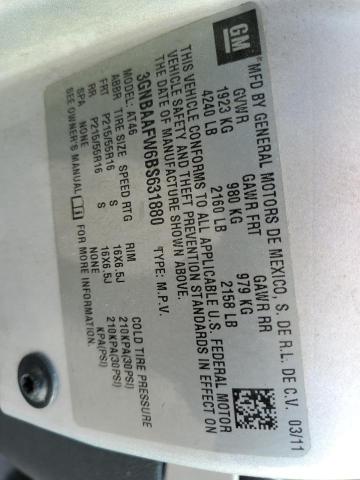 GM
MFD BY GENERAL MOTORS DE MEXICO, S. DE R.L. DE C.V. 03/11
GVWR GAWR FRT GAWR RR
1923 KG 980 KG 979 KG
4240 LB 2160 LB 2158 LB
THIS VEHICLE CONFORMS TO ALL APPLICABLE U.S. FEDERAL MOTOR
VEHICLE SAFETY AND THEFT PREVENTION STANDARDS IN EFFECT ON
THE DATE OF MANUFACTURE SHOWN ABOVE.
3GNBAAFW6BS631880 TYPE: M.P.V.
MODEL: AT46
ABBR TIRE SIZE SPEED RTG RIM COLD TIRE PRESSURE
FRT P215/55R16 S 16X6.5J 210KPA(30PSI)
RR P215/55R16 S 16X6.5J 210KPA(30PSI)
SPA NONE NONE KPA(PSI)
SEE OWNER'S MANUAL FOR MORE INFORMATION.